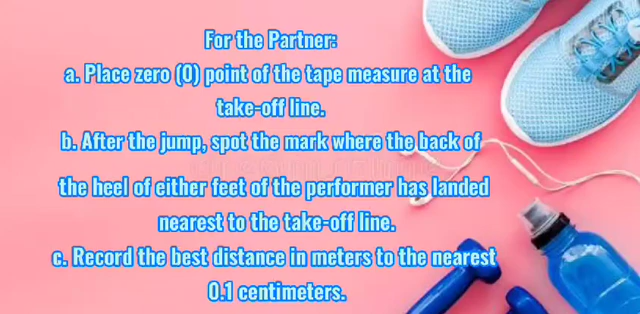 For the Partner:
a. Place zero (0) point of the tape measure at the
take-off line.
b. After the jump, spot the mark where the back of
the heel of either feet of the performer has landed
nearest to the take-off line.
c. Record the best distance in meters to the nearest
0.1 centimeters.